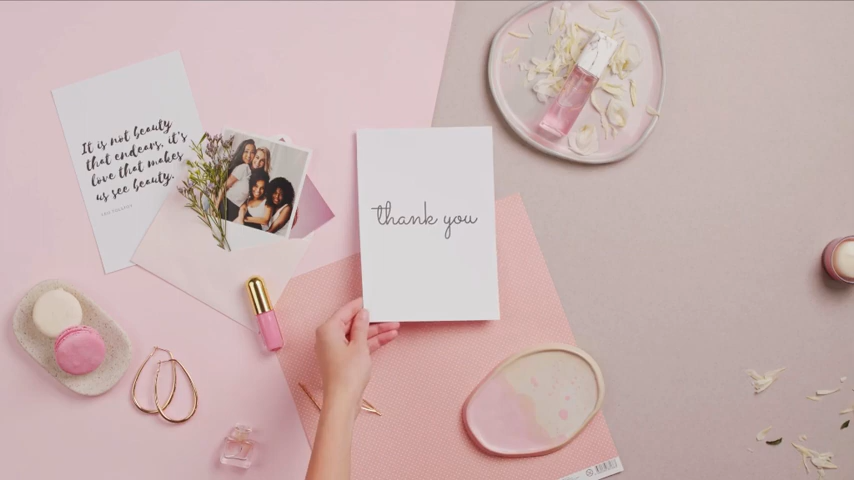 It is not beauty
that endears, it's
love that makes
us see beauty.
thank you